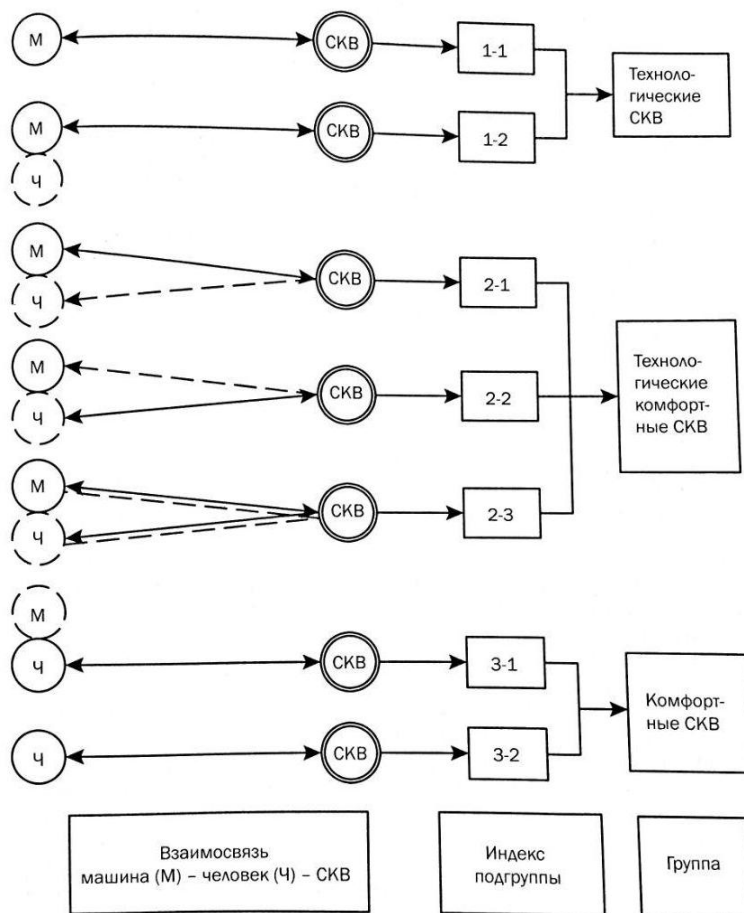 М
СКВ
1-1
Техноло-
гические
СКВ
М
СКВ
1-2
Ч
М
СКВ
2-1
Ч
М
СКВ
2-2
Ч
Техноло-
гические
комфорт-
ные СКВ
М
СКВ
2-3
Ч
М
Ч
СКВ
3-1
Комфорт-
ные СКВ
Ч
СКВ
3-2
Взаимосвязь
машина (М) – человек (Ч) – СКВ
Индекс
подгруппы
Группа